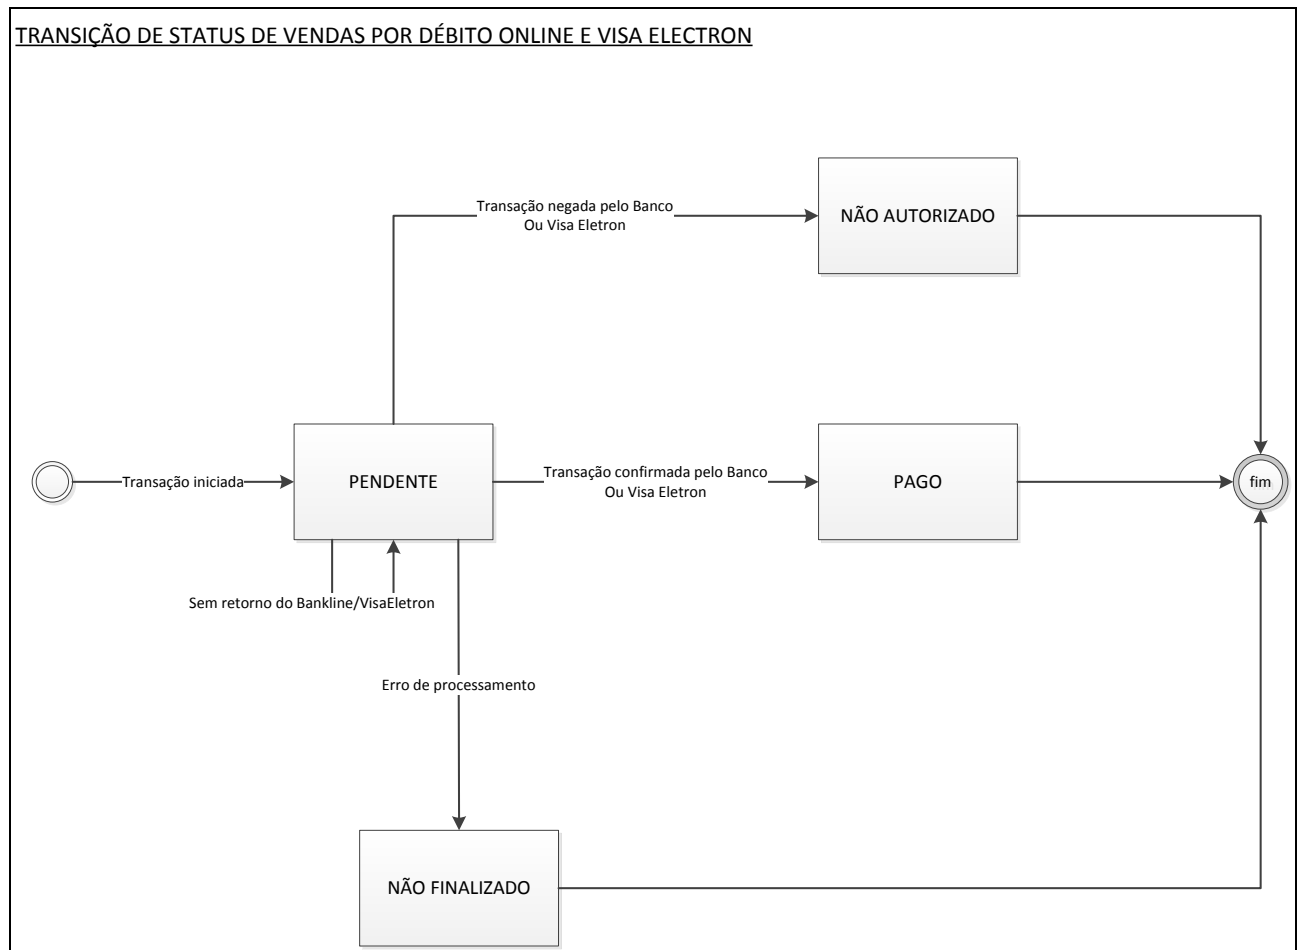 TRANSIÇÃO DE STATUS DE VENDAS POR DÉBITO ONLINE E VISA ELECTRON
Transação negada pelo Banco
Ou Visa Eletron
NÃO AUTORIZADO
Transação iniciada
PENDENTE
Transação confirmada pelo Banco
Ou Visa Eletron
PAGO
fim
Sem retorno do Bankline/VisaEletron
Erro de processamento
NÃO FINALIZADO